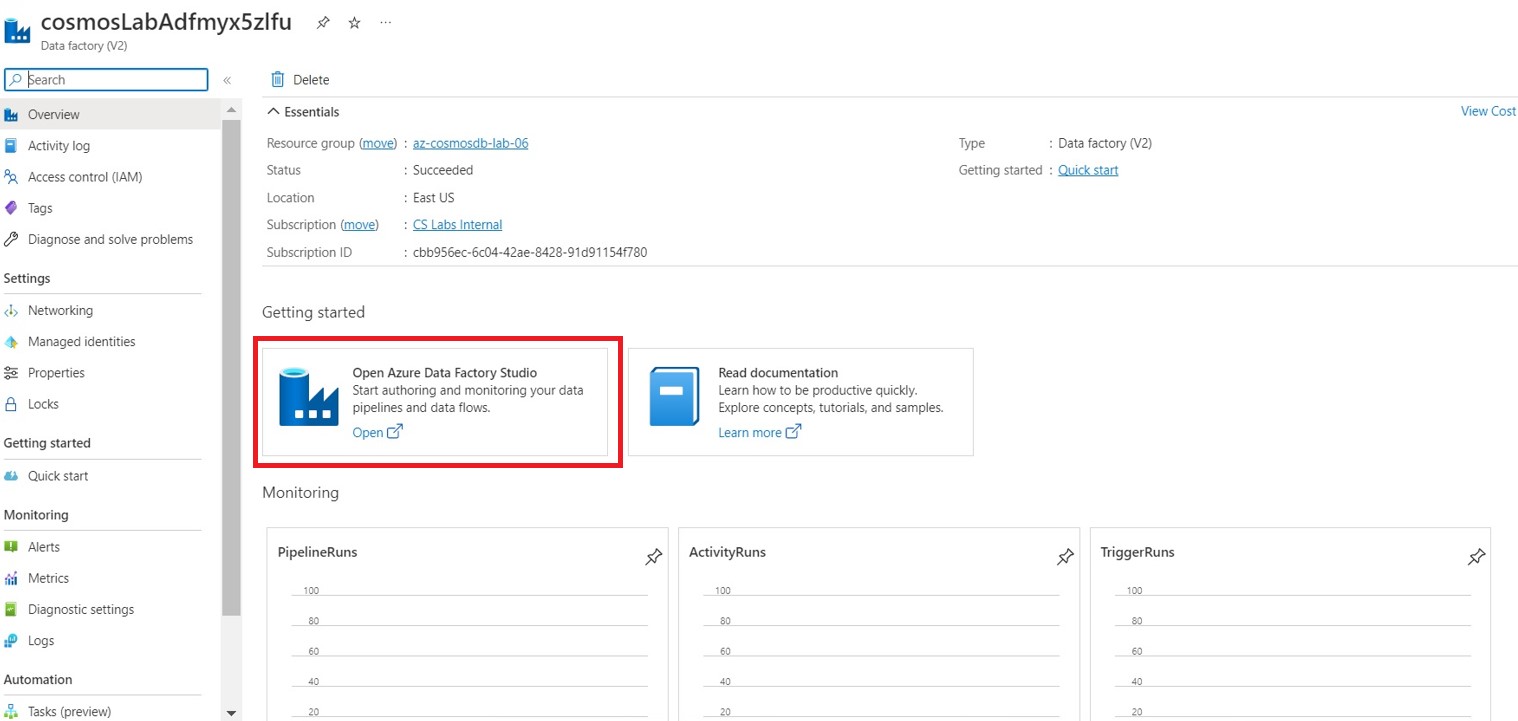 cosmosLabAdfmyx5zlfu
Data factory (V2)
Search
Overview
Activity log
Access control (IAM)
Tags
Diagnose and solve problems
Settings
Networking
Managed identities
Properties
Locks
Getting started
Quick start
Monitoring
Alerts
Metrics
Diagnostic settings
Logs
Automation
Tasks (preview)
Delete
Essentials
View Cost
Resource group (move) : az-cosmosdb-lab-06
Status : Succeeded
Location : East US
Subscription (move) : CS Labs Internal
Subscription ID : cbb956ec-6c04-42ae-8428-91d91154f780
Type : Data factory (V2)
Getting started : Quick start
Getting started
Open Azure Data Factory Studio
Start authoring and monitoring your data
pipelines and data flows.
Open
Read documentation
Learn how to be productive quickly.
Explore concepts, tutorials, and samples.
Learn more
Monitoring
PipelineRuns
100
80
60
40
20
ActivityRuns
100
80
60
40
20
TriggerRuns
100
80
60
40
20